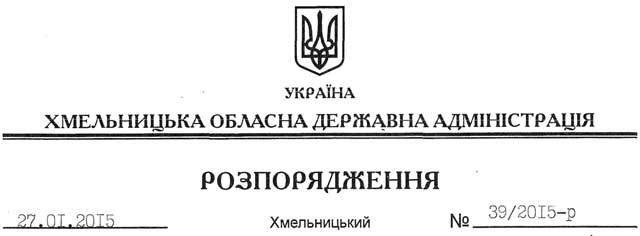 УКРАЇНА
ХМЕЛЬНИЦЬКА ОБЛАСНА ДЕРЖАВНА АДМІНІСТРАЦІЯ
РОЗПОРЯДЖЕННЯ
27.01.2015 Хмельницький № 39/2015-р